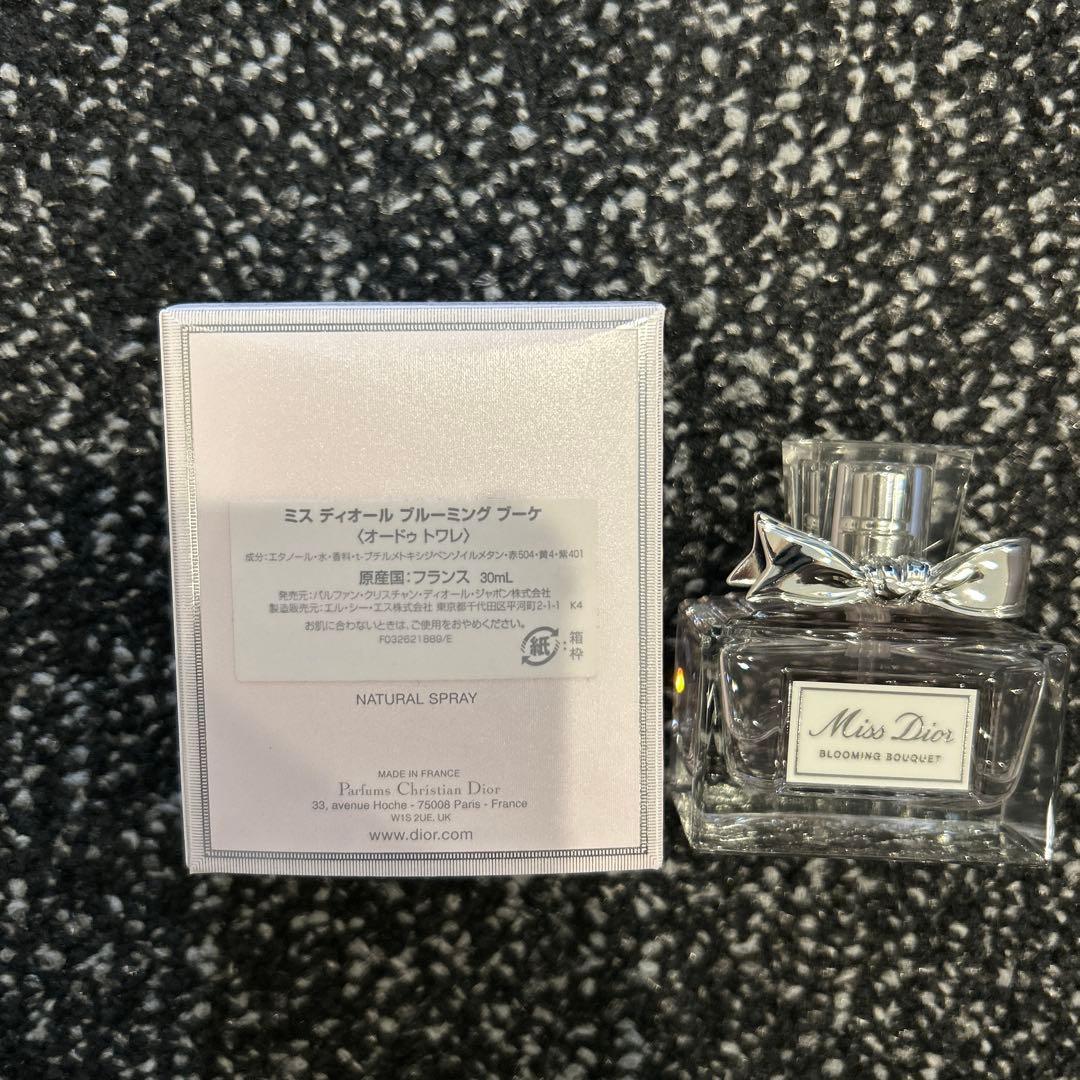 ミス ディオール ブルーミング ブーケ
〈オードゥ トワレ〉
成分:エタノール・水・香料・t-ブチルメトキシジベンゾイルメタン・赤504・黄4・紫401
原産国:フランス 30mL
発売元:パルファン・クリスチャン・ディオール・ジャポン株式会社
製造販売元:エル・シー・エス株式会社 東京都千代田区平河町2-1-1 K4
お肌に合わないときは、ご使用をおやめください。
F032621889/E
紙:箱枠
NATURAL SPRAY
MADE IN FRANCE
Parfums Christian Dior
33, avenue Hoche - 75008 Paris - France
W1S 2UE, UK
www.dior.com
Miss Dior
BLOOMING BOUQUET